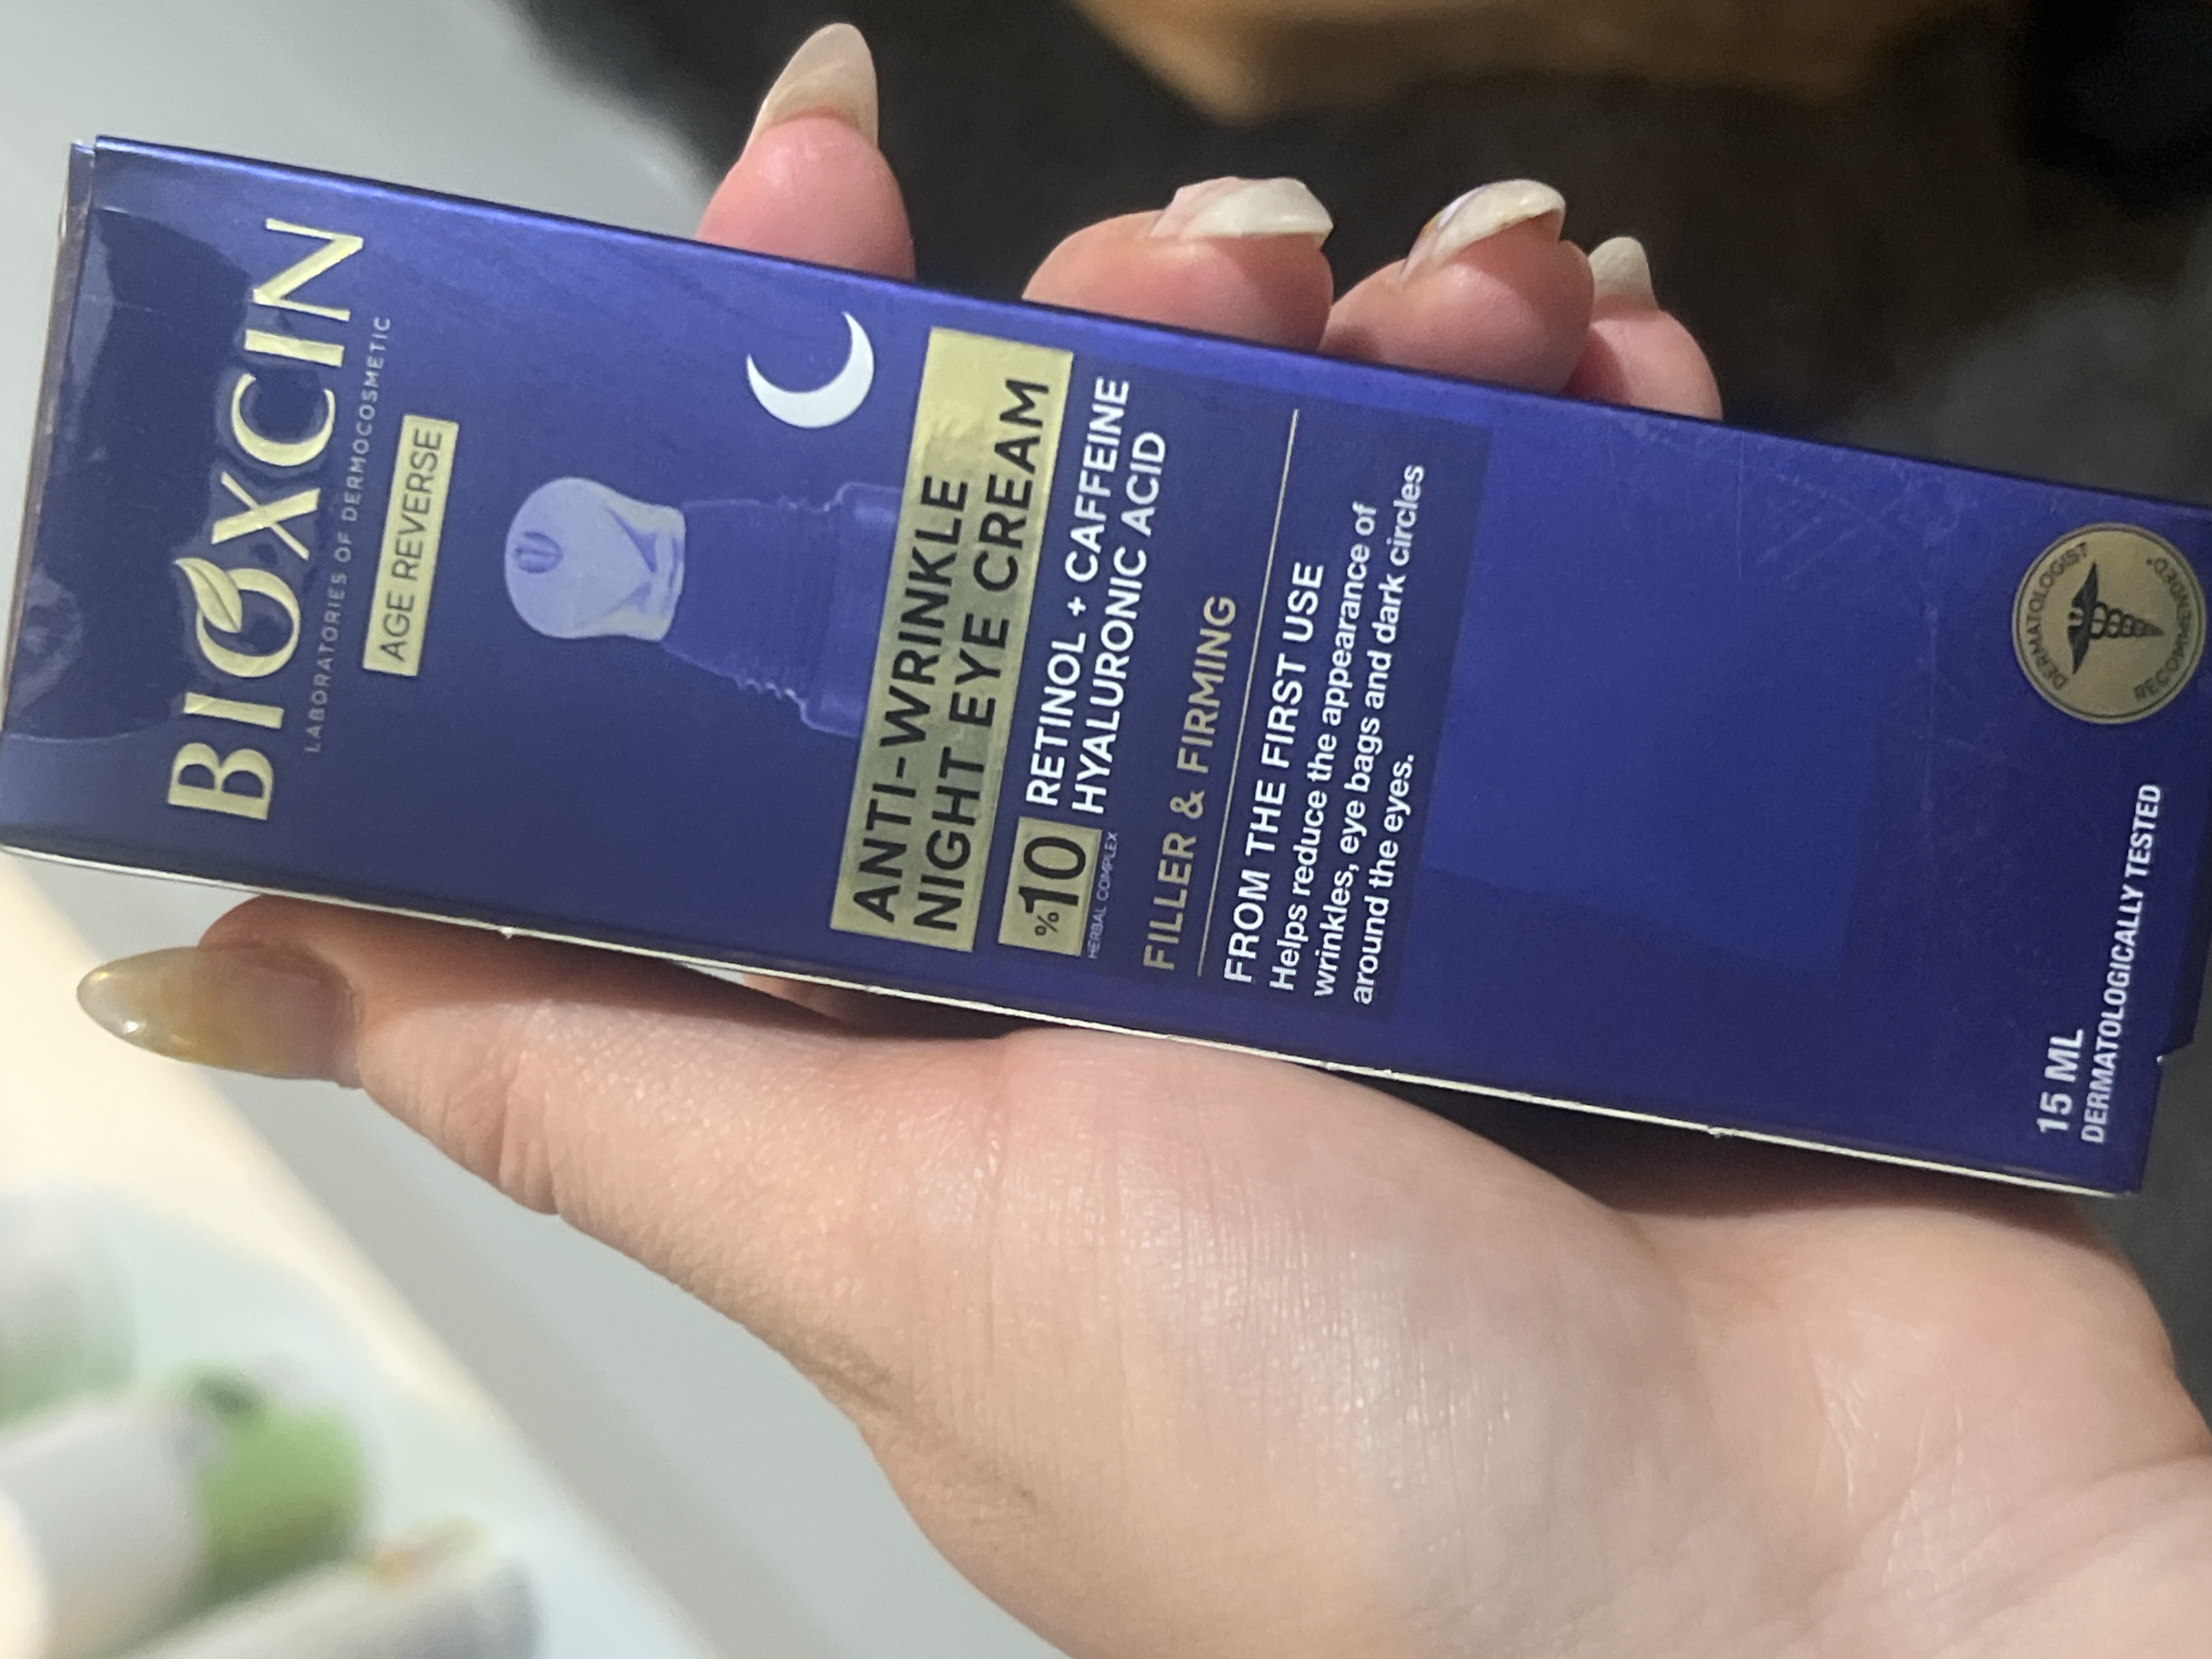 BIOXCIN
LABORATORIES OF DERMOCOSMETIC
AGE REVERSE
ANTI-WRINKLE
NIGHT EYE CREAM
%10 RETINOL + CAFFEINE
HERBAL COMPLEX HYALURONIC ACID
FILLER & FIRMING
FROM THE FIRST USE
Helps reduce the appearance of
wrinkles, eye bags and dark circles
around the eyes.
15 ML
DERMATOLOGICALLY TESTED
DERMATOLOGIST
RECOMMENDED